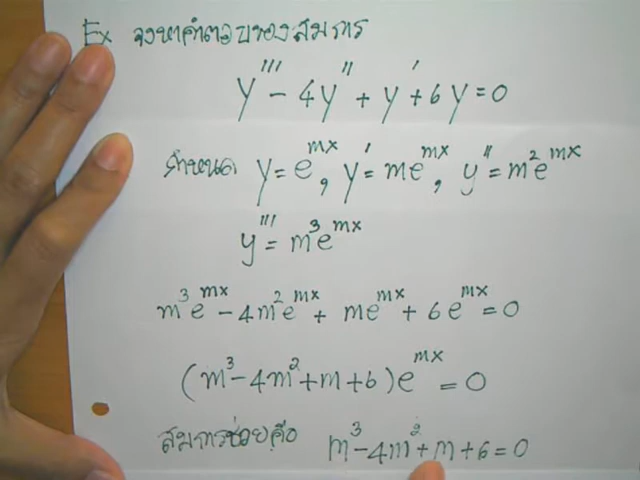 Ex จงหาคำตอบของสมการ
y''' - 4y'' + y' + 6y = 0
กำหนด y = e^{mx}, y' = me^{mx}, y'' = m²e^{mx}
y''' = m³e^{mx}
m³e^{mx} - 4m²e^{mx} + me^{mx} + 6e^{mx} = 0
(m³ - 4m² + m + 6)e^{mx} = 0
สมการช่วยคือ m³ - 4m² + m + 6 = 0